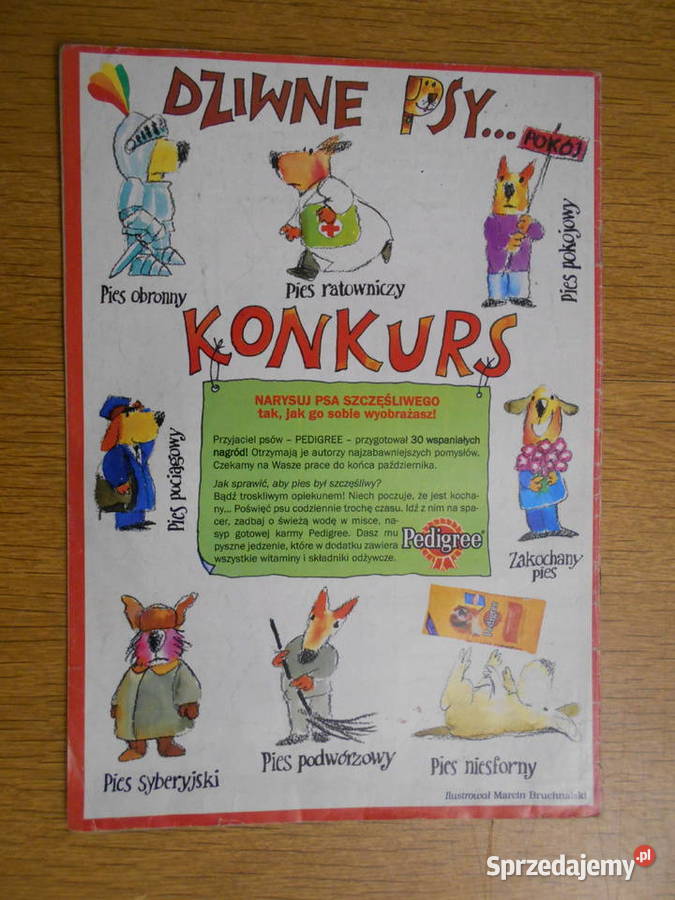 DZIWNE PSY...
POKÓJ
Pies obronny
Pies ratowniczy
Pies pokojowy
KONKURS
NARYSUJ PSA SZCZĘŚLIWEGO
tak, jak go sobie wyobrażasz!
Przyjaciel psów – PEDIGREE – przygotował 30 wspaniałych
nagród! Otrzymają je autorzy najzabawniejszych pomysłów.
Czekamy na Wasze prace do końca października.
Jak sprawić, aby pies był szczęśliwy?
Bądź troskliwym opiekunem! Niech poczuje, że jest kocha-
ny... Poświęć psu codziennie trochę czasu. Idź z nim na spa-
cer, zadbaj o świeżą wodę w misce, na-
syp gotowej karmy Pedigree. Dasz mu
pyszne jedzenie, które w dodatku zawiera
wszystkie witaminy i składniki odżywcze.
Pedigree®
Pies pociągowy
Zakochany
pies
Pedigree
Pies syberyjski
Pies podwórzowy
Pies niesforny
Ilustrował Marcin Bruchnalski
Sprzedajemy.pl